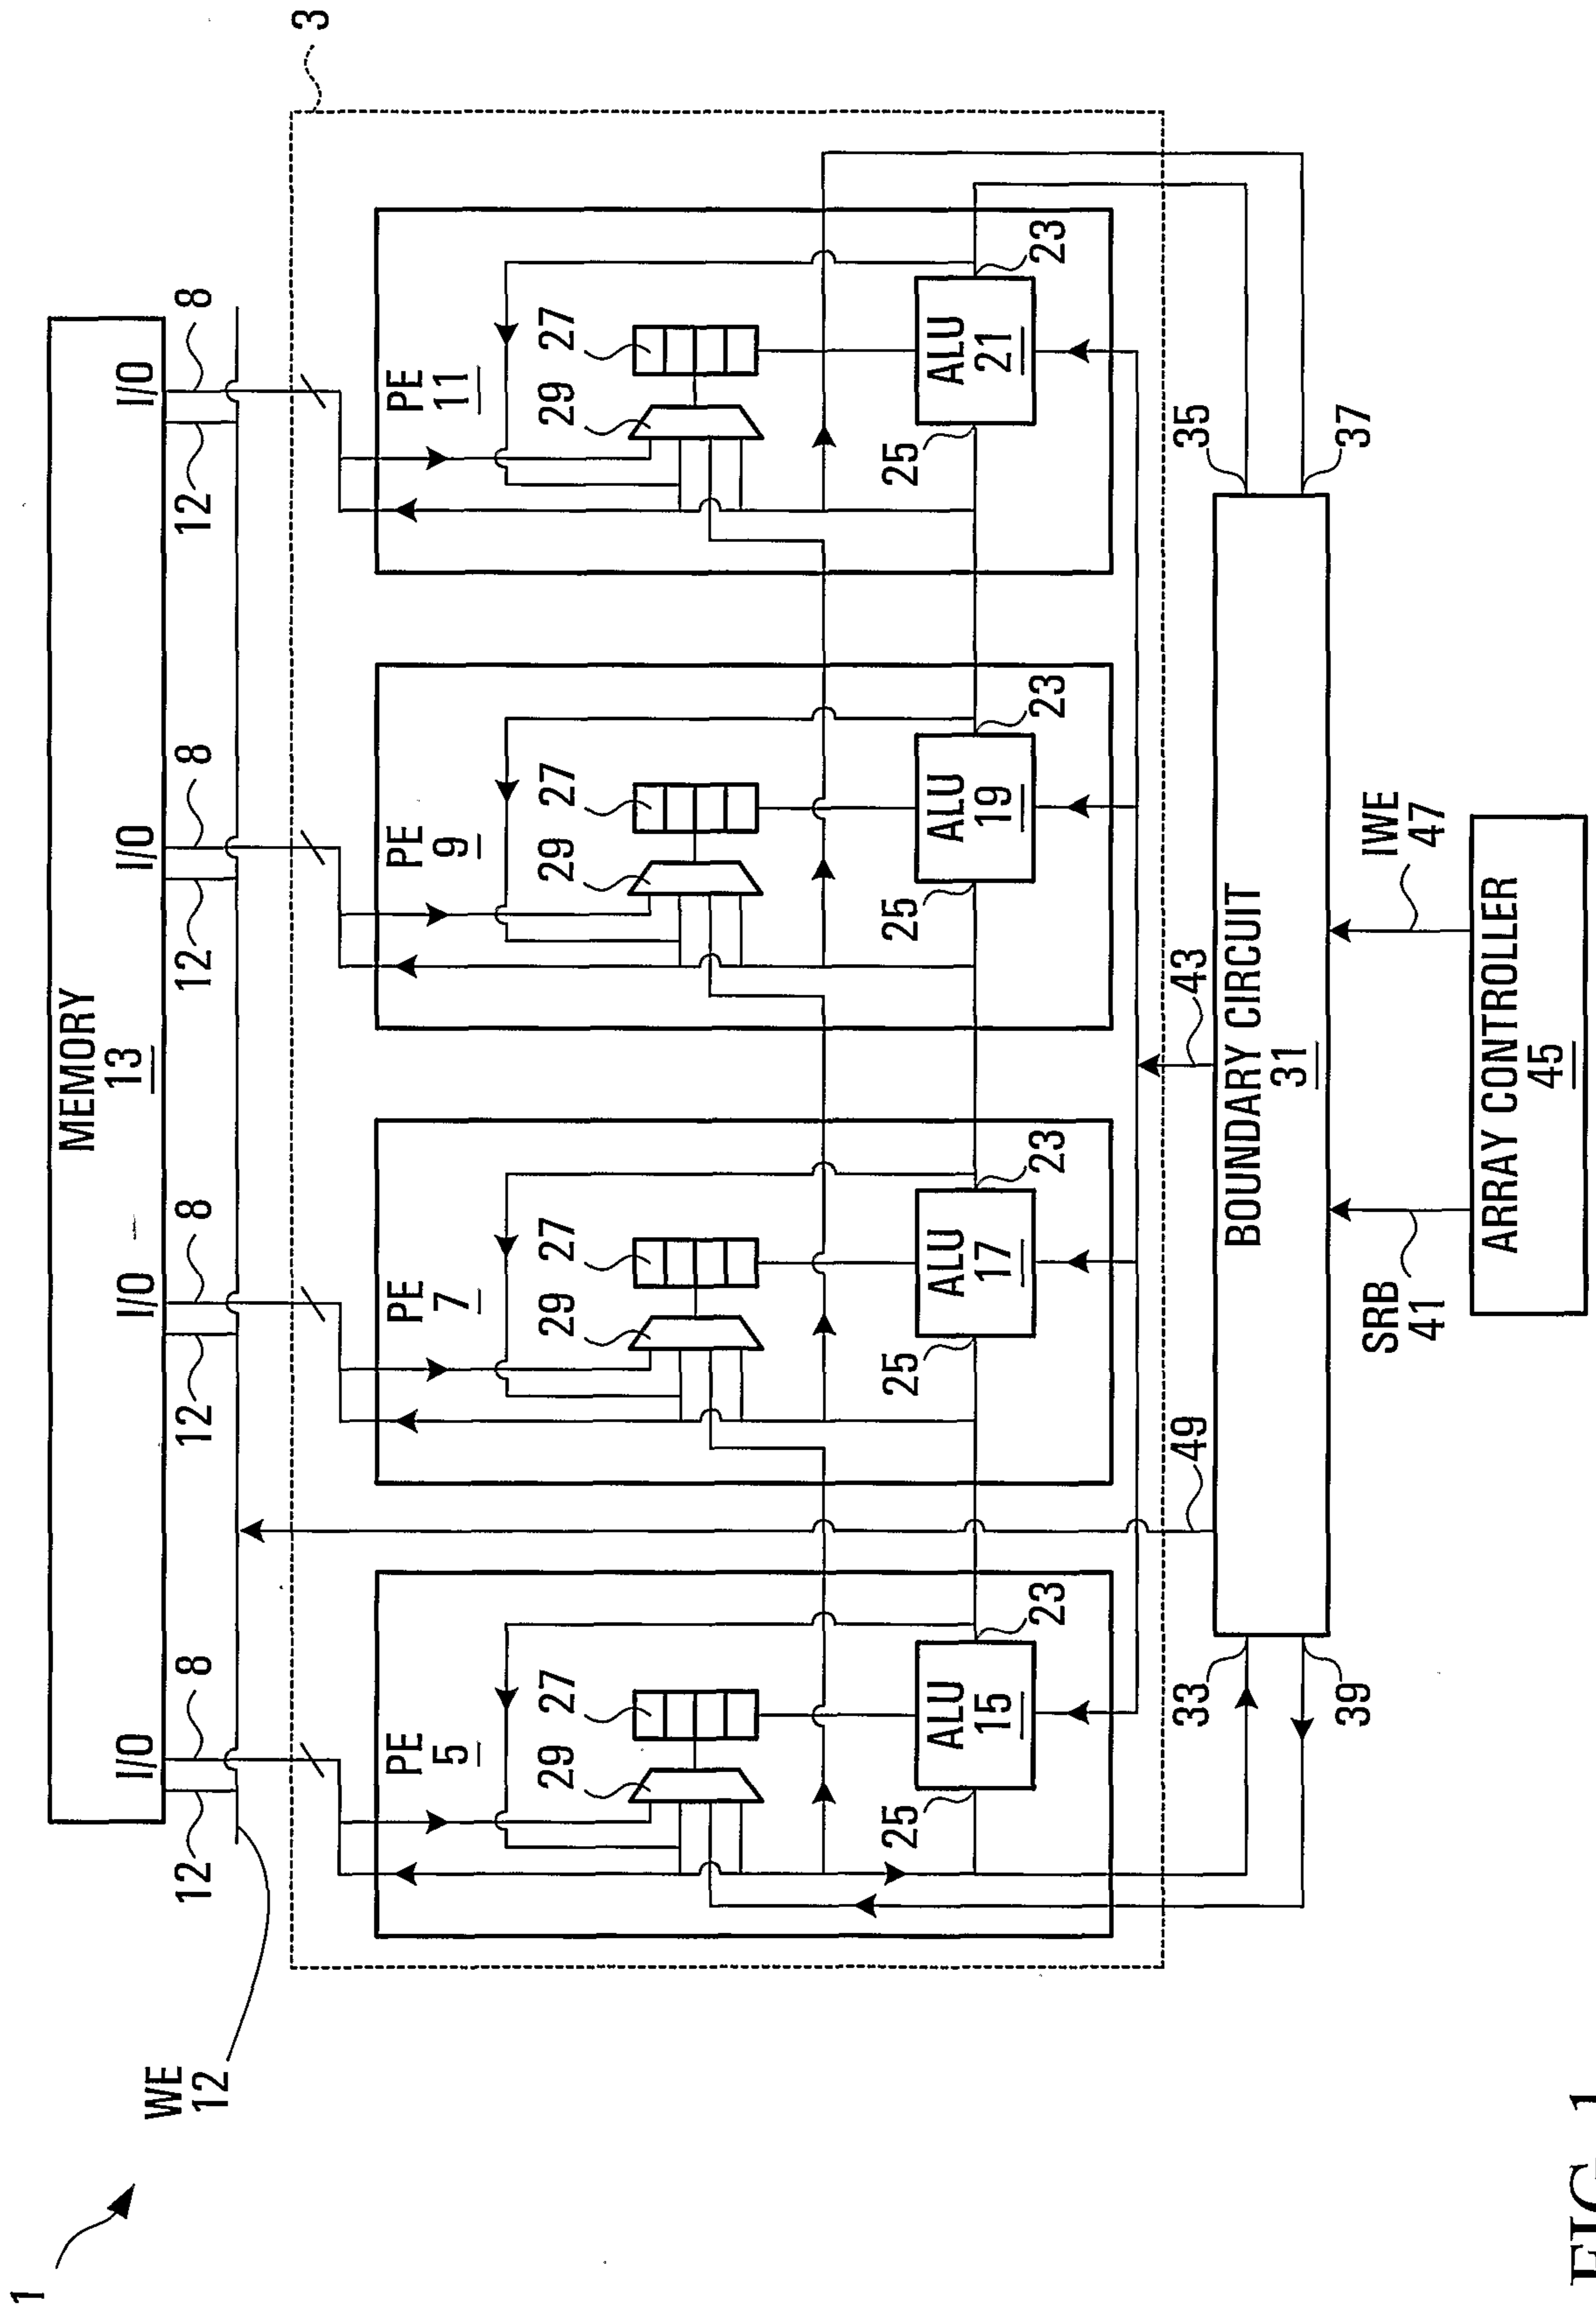 1
WE
12
MEMORY
13
I/O
I/O
I/O
I/O
12
8
12
8
12
8
12
8
3
PE
5
PE
7
PE
9
PE
11
29
27
29
27
29
27
29
27
25
ALU
15
23
25
ALU
17
23
25
ALU
19
23
25
ALU
21
23
33
49
43
35
39
BOUNDARY CIRCUIT
31
37
SRB
41
IWE
47
ARRAY CONTROLLER
45
FIG. 1